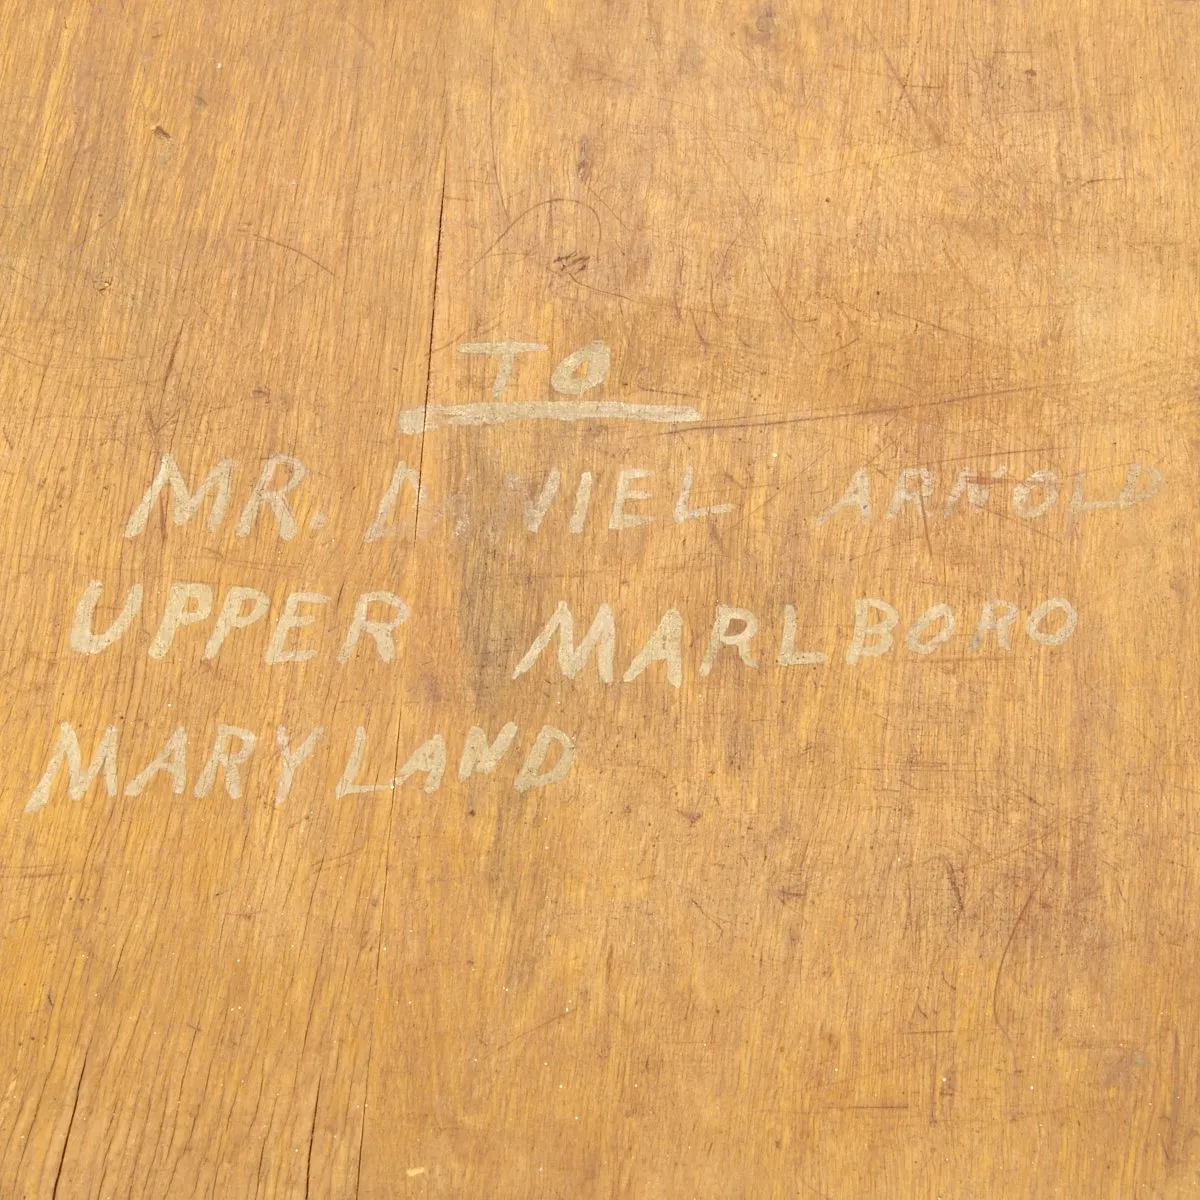 TO
MR. DANIEL ARNOLD
UPPER MARLBORO
MARYLAND